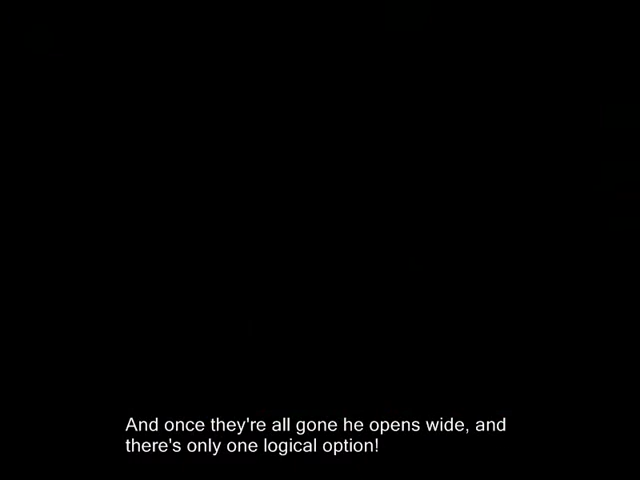 And once they're all gone he opens wide, and
there's only one logical option!